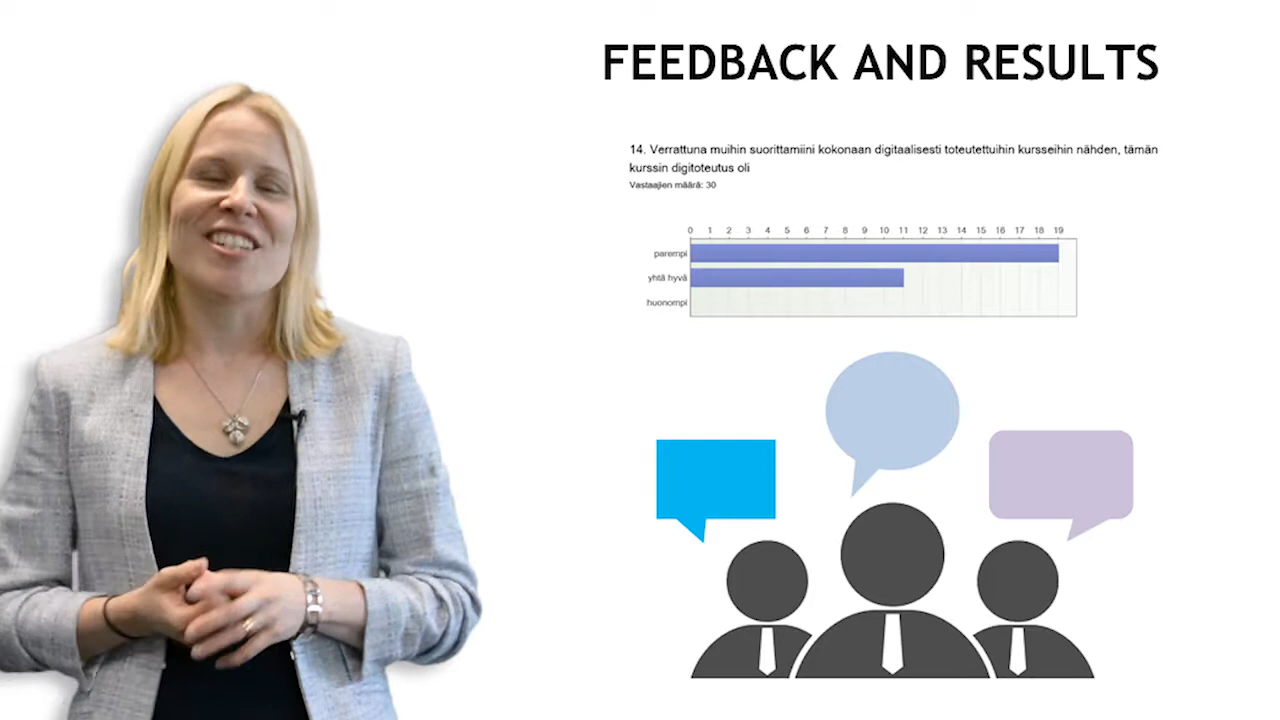 FEEDBACK AND RESULTS
14. Verrattuna muihin suorittamiini kokonaan digitaalisesti toteutettuihin kursseihin nähden, tämän
kurssin digitoteutus oli
Vastaajien määrä: 30
0 1 2 3 4 5 6 7 8 9 10 11 12 13 14 15 16 17 18 19
parempi
yhtä hyvä
huonompi